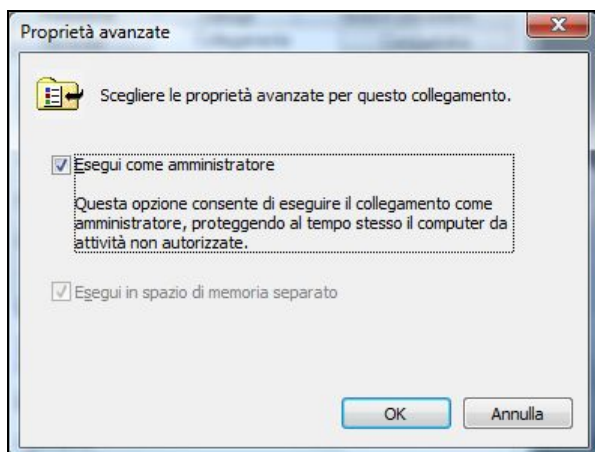 Proprietà avanzate
Scegliere le proprietà avanzate per questo collegamento.
Esegui come amministratore
Questa opzione consente di eseguire il collegamento come
amministratore, proteggendo al tempo stesso il computer da
attività non autorizzate.
Esegui in spazio di memoria separato
OK
Annulla